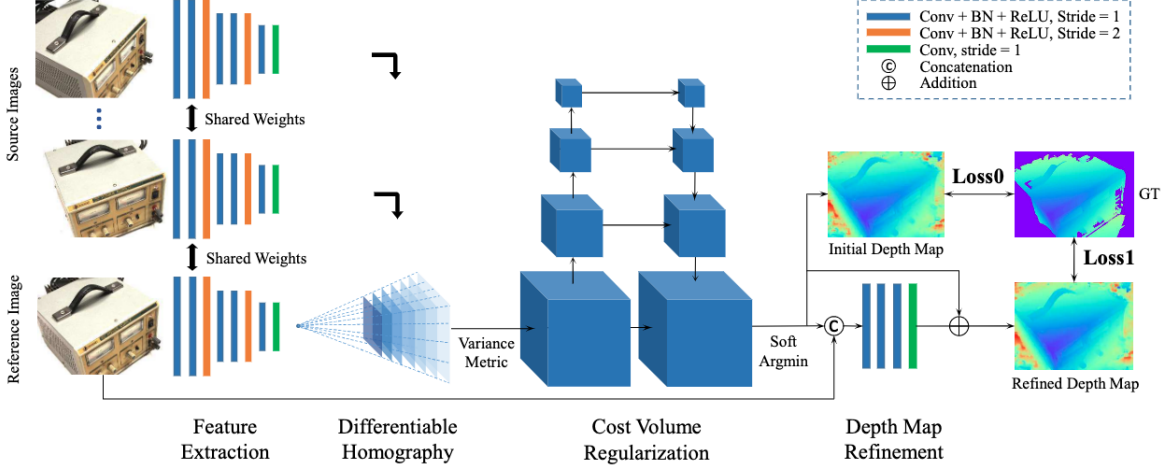 Source Images
Reference Image
Shared Weights
Shared Weights
Variance
Metric
Soft
Argmin
Conv + BN + ReLU, Stride = 1
Conv + BN + ReLU, Stride = 2
Conv, stride = 1
C Concatenation
Addition
Loss0
GT
Initial Depth Map
Loss1
C
Refined Depth Map
Feature
Extraction
Differentiable
Homography
Cost Volume
Regularization
Depth Map
Refinement